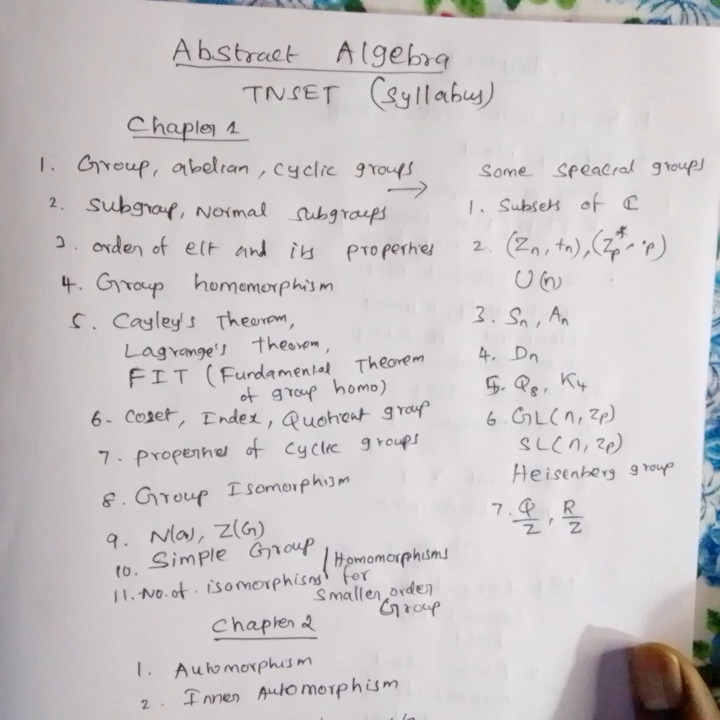 Abstract Algebra
TNSET (syllabus)
Chapter 1
1. Group, abelian, cyclic groups →
2. Subgroup, Normal subgroups
3. order of elt and its properties
4. Group homomorphism
5. Cayley's Theorem,
Lagrange's theorem,
FIT (Fundamental Theorem
of group homo)
6. Coset, Index, Quotient group
7. properties of cyclic groups
8. Group Isomorphism
9. N(a), Z(G)
10. Simple Group
11. No. of. isomorphisms / Homomorphisms
for
Smaller order
Group
Some speacial groups
1. Subsets of ℂ
2. (Zn, +n), (Zp*, ·p)
U(n)
3. Sn, An
4. Dn
5. Q8, K4
6. GL(n, Zp)
SL(n, Zp)
Heisenberg group
7. Q/Z, R/Z
Chapter 2
1. Automorphism
2. Inner Automorphism